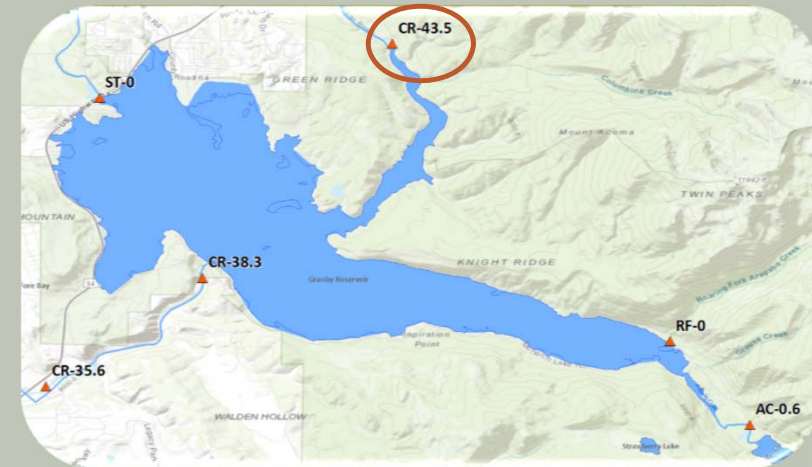 CR-43.5
ST-0
GREEN RIDGE
Columbine Creek
Mount Acoma
TWIN PEAKS
MOUNTAIN
KNIGHT RIDGE
CR-38.3
Granby Reservoir
34
Roaring Fork Arapaho Creek
RF-0
Inspiration
Point
CR-35.6
AC-0.6
WALDEN HOLLOW
Strawberry Lake